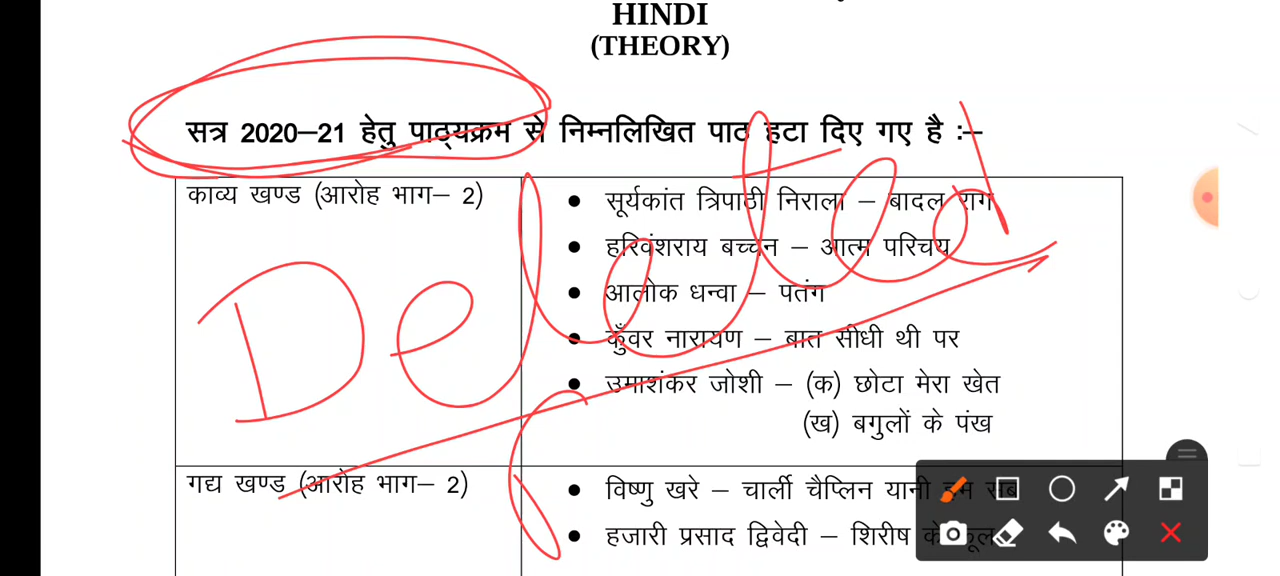 HINDI
(THEORY)
सत्र 2020–21 हेतु पाठ्यक्रम से निम्नलिखित पाठ हटा दिए गए है :–
काव्य खण्ड (आरोह भाग– 2)
● सूर्यकांत त्रिपाठी निराला – बादल राग
● हरिवंशराय बच्चन – आत्म परिचय
● आलोक धन्वा – पतंग
● कुँवर नारायण – बात सीधी थी पर
● उमाशंकर जोशी – (क) छोटा मेरा खेत
(ख) बगुलों के पंख
Deleted
गद्य खण्ड (आरोह भाग– 2)
● विष्णु खरे – चार्ली चैप्लिन यानी हम सब
● हजारी प्रसाद द्विवेदी – शिरीष के फूल